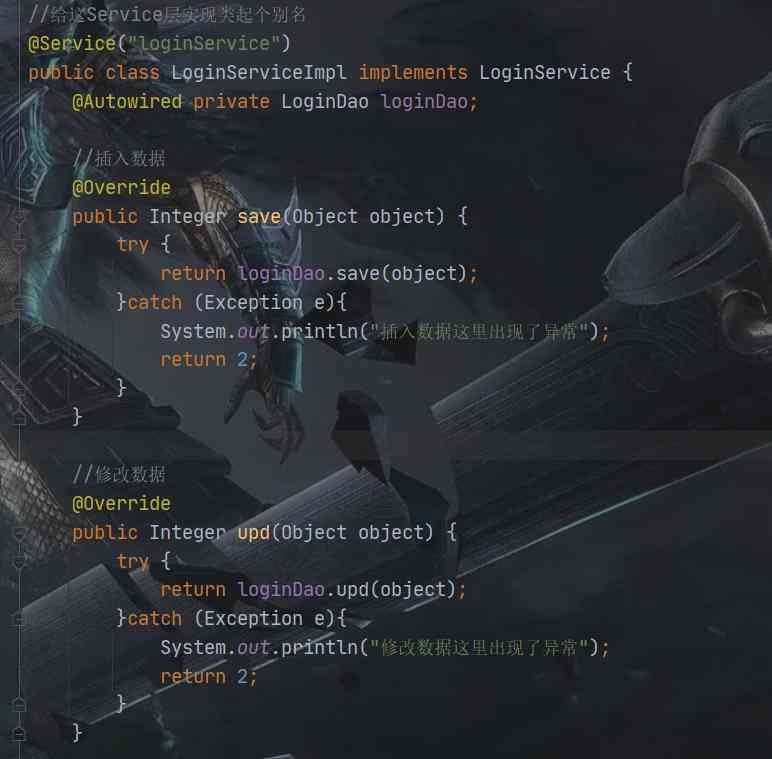 //给这Service层实现类起个别名
@Service("loginService")
public class LoginServiceImpl implements LoginService {
@Autowired private LoginDao loginDao;
//插入数据
@Override
public Integer save(Object object) {
try {
return loginDao.save(object);
}catch (Exception e){
System.out.println("插入数据这里出现了异常");
return 2;
}
}
//修改数据
@Override
public Integer upd(Object object) {
try {
return loginDao.upd(object);
}catch (Exception e){
System.out.println("修改数据这里出现了异常");
return 2;
}
}